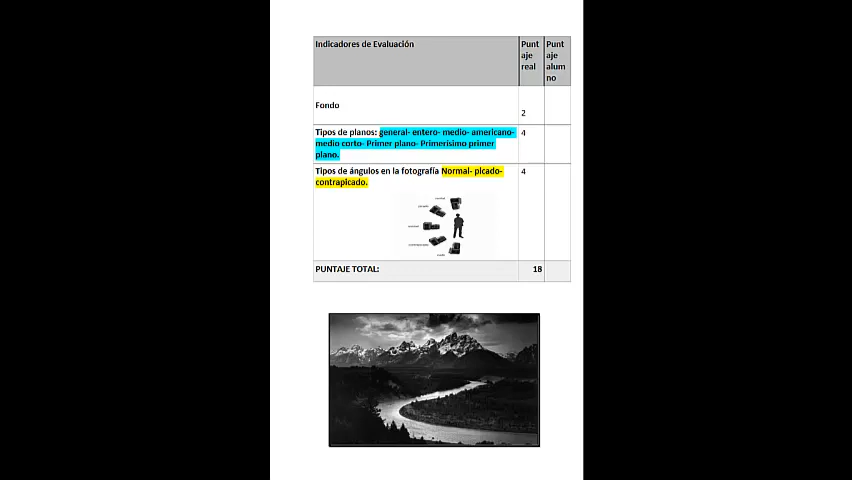 Indicadores de Evaluación
Punt
aje
real
Punt
aje
alum
no
Fondo
2
Tipos de planos: general- entero- medio- americano-
medio corto- Primer plano- Primerísimo primer
plano.
4
Tipos de ángulos en la fotografía Normal- picado-
contrapicado.
4
PUNTAJE TOTAL:
18